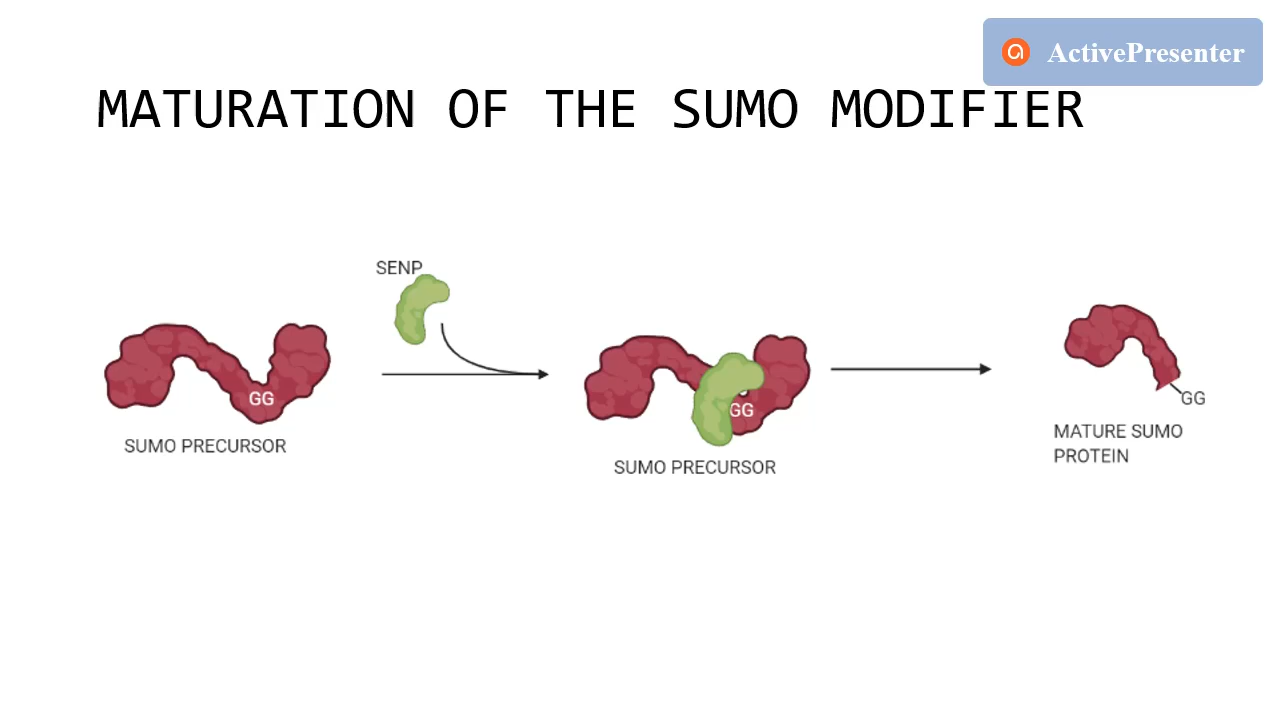 ActivePresenter
MATURATION OF THE SUMO MODIFIER
SENP
GG
SUMO PRECURSOR
GG
SUMO PRECURSOR
GG
MATURE SUMO
PROTEIN